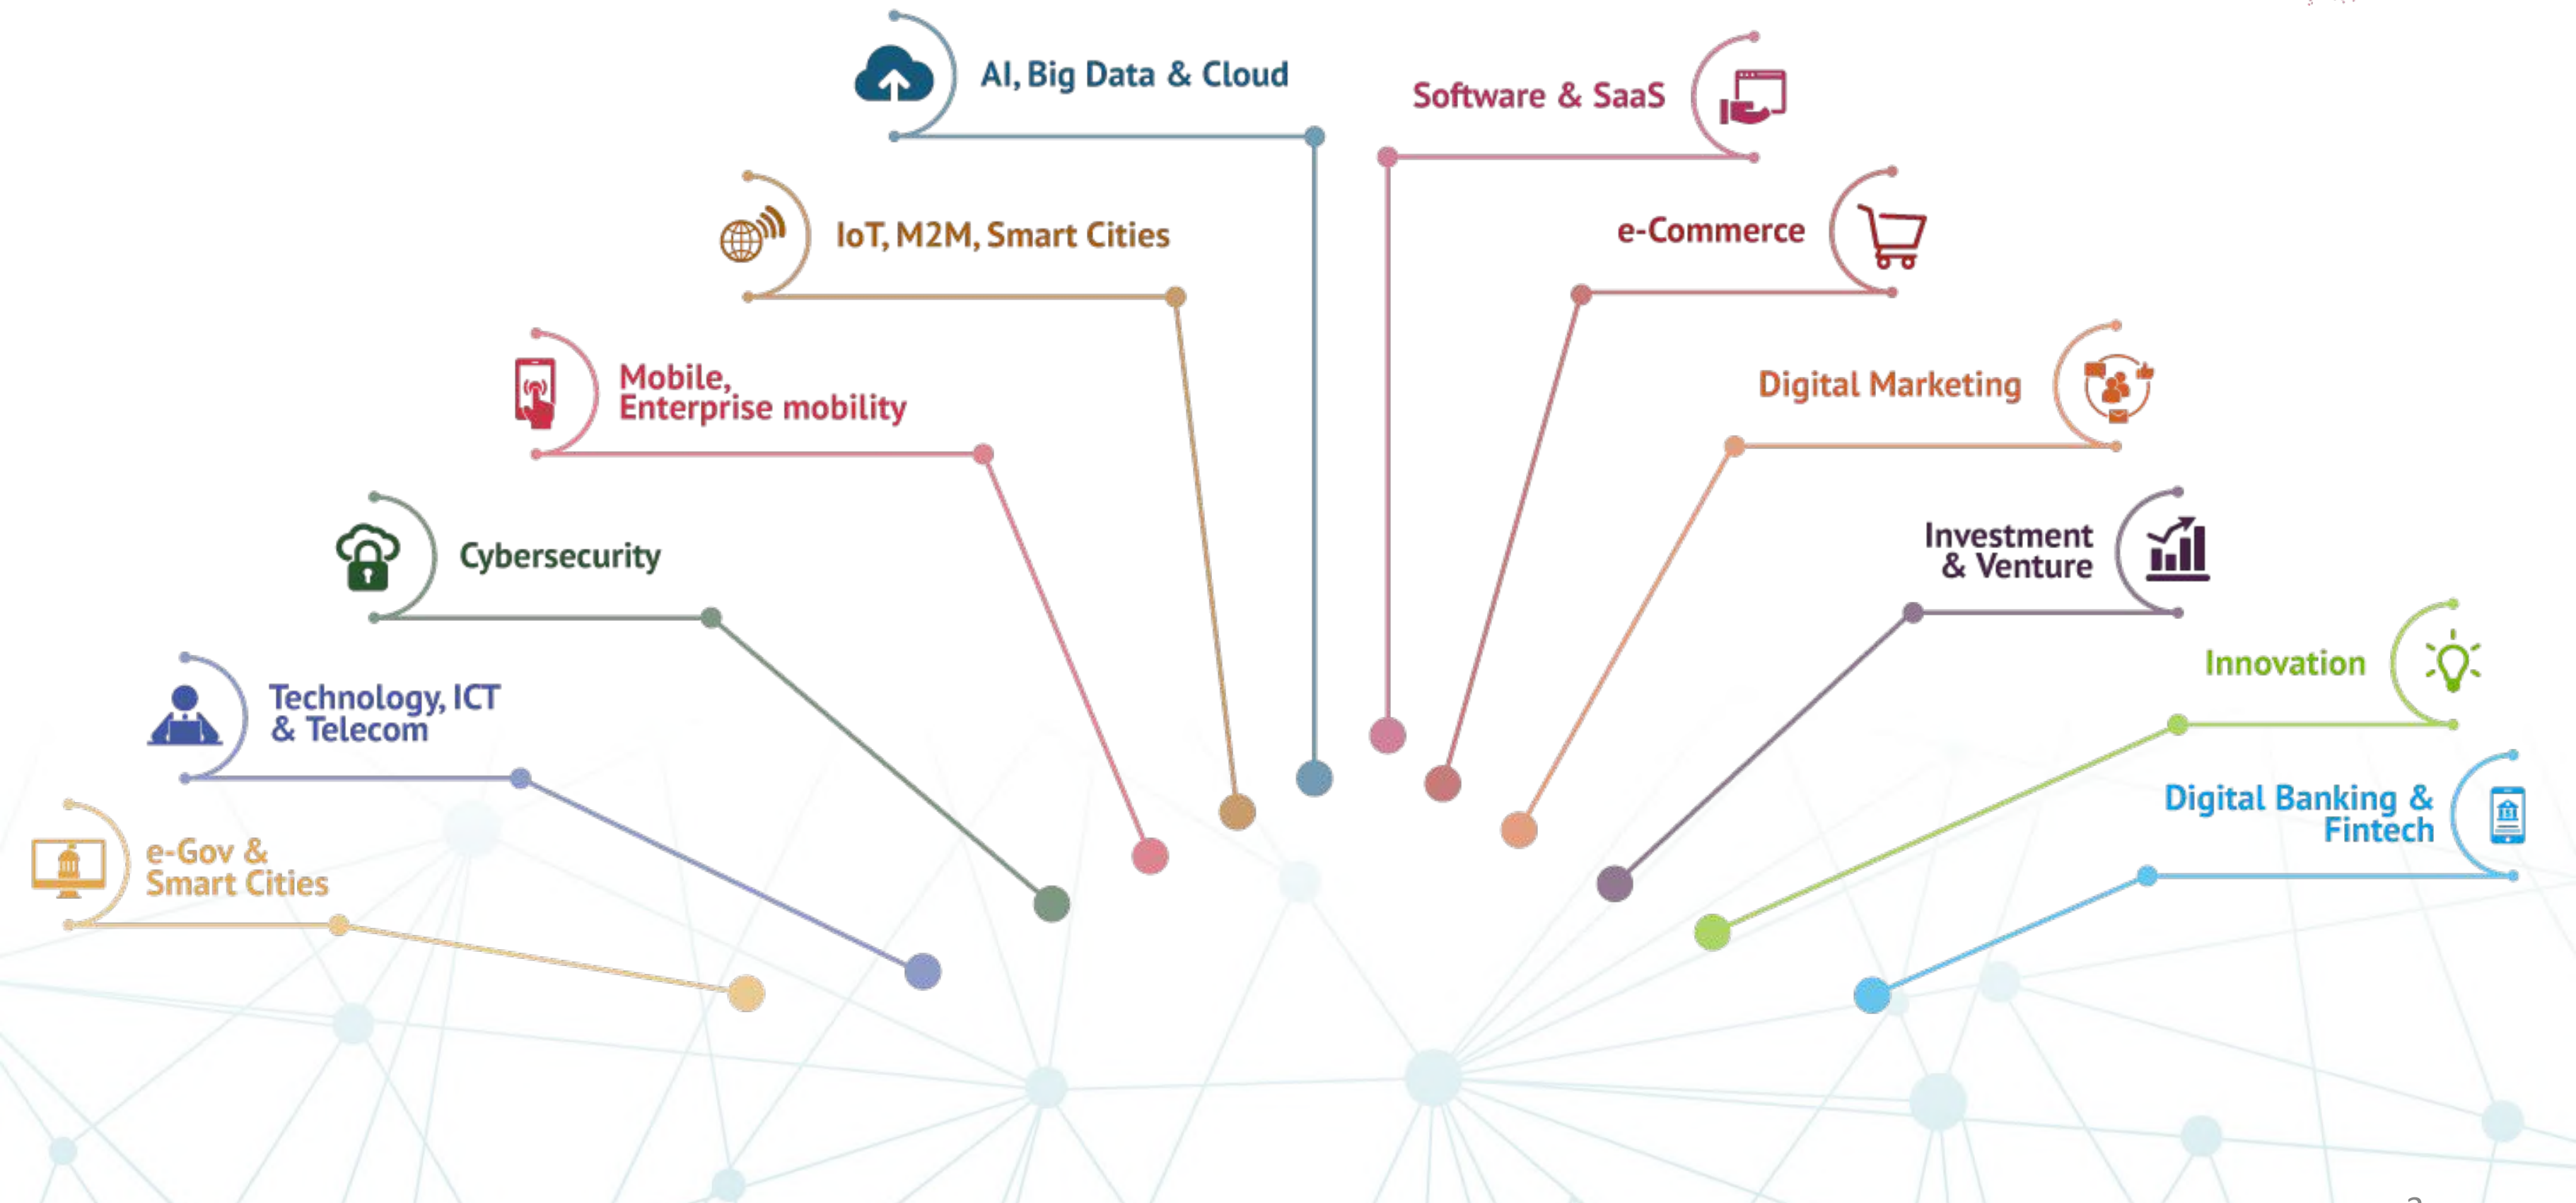 AI, Big Data & Cloud
Software & SaaS
IoT, M2M, Smart Cities
e-Commerce
Mobile,
Enterprise mobility
Digital Marketing
Cybersecurity
Investment
& Venture
Technology, ICT
& Telecom
Innovation
e-Gov &
Smart Cities
Digital Banking &
Fintech